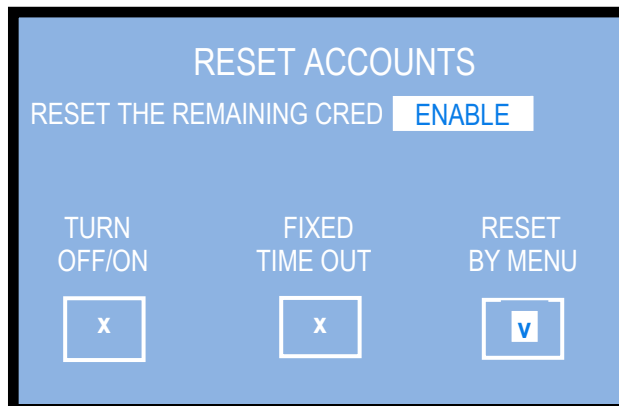 RESET ACCOUNTS
RESET THE REMAINING CRED ENABLE
TURN OFF/ON
FIXED TIME OUT
RESET BY MENU
x x v